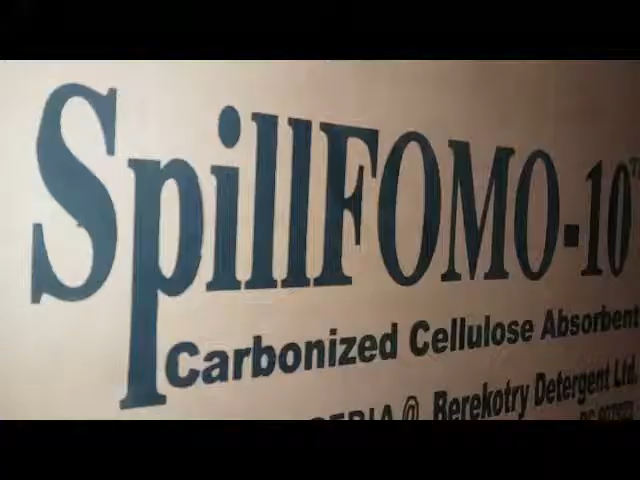 SpillFOMO-10
Carbonized Cellulose Absorbent
@ Berekotry Detergent Ltd.